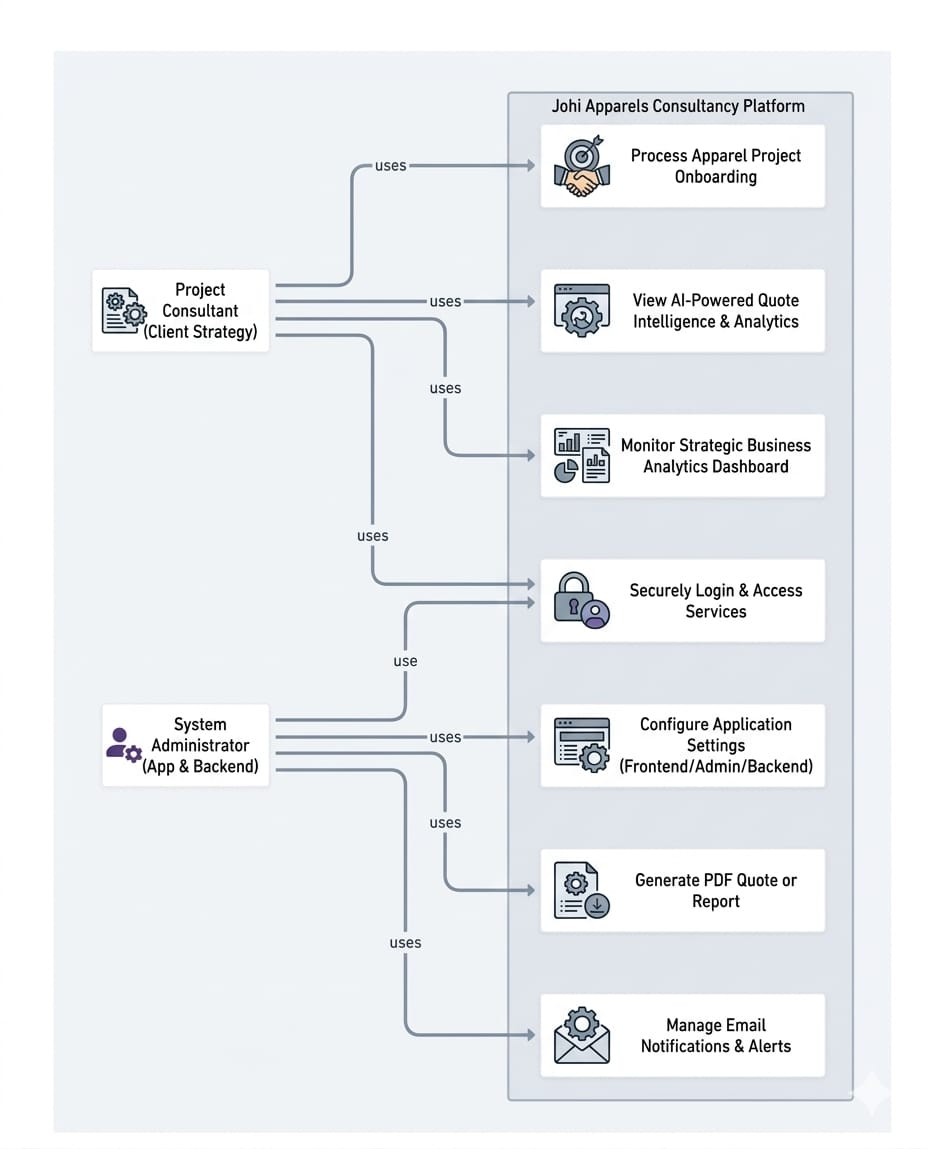 Johi Apparels Consultancy Platform
uses
Process Apparel Project
Onboarding
Project
Consultant
(Client Strategy)
uses
View AI-Powered Quote
Intelligence & Analytics
uses
Monitor Strategic Business
Analytics Dashboard
uses
Securely Login & Access
Services
use
System
Administrator
(App & Backend)
uses
Configure Application
Settings
(Frontend/Admin/Backend)
uses
Generate PDF Quote or
Report
uses
Manage Email
Notifications & Alerts